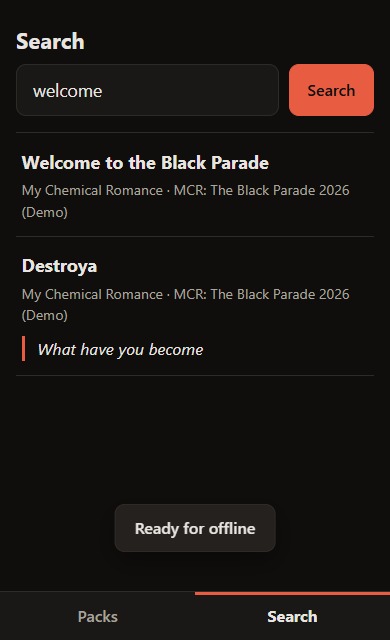 Search
welcome
Search
Welcome to the Black Parade
My Chemical Romance · MCR: The Black Parade 2026
(Demo)
Destroya
My Chemical Romance · MCR: The Black Parade 2026
(Demo)
What have you become
Ready for offline
Packs
Search